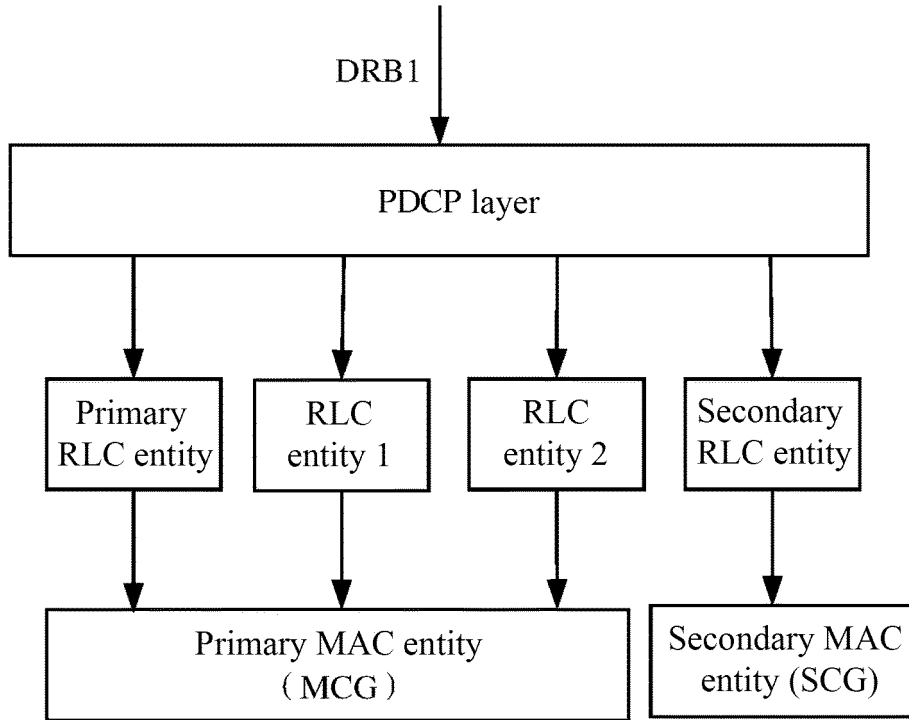 DRB1
PDCP layer
Primary
RLC entity
RLC
entity 1
RLC
entity 2
Secondary
RLC entity
Primary MAC entity
( MCG )
Secondary MAC
entity (SCG)